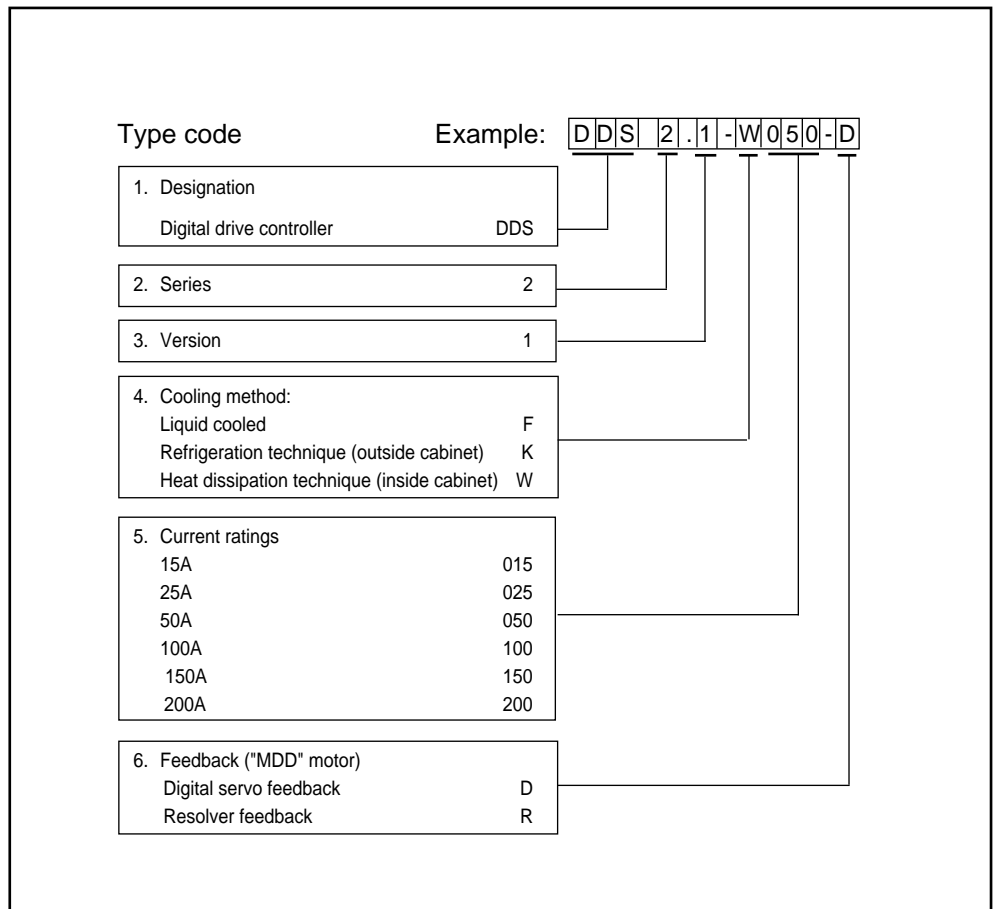 Type code Example: DDS 2.1-W050-D
1. Designation
Digital drive controller DDS
2. Series 2
3. Version 1
4. Cooling method:
Liquid cooled F
Refrigeration technique (outside cabinet) K
Heat dissipation technique (inside cabinet) W
5. Current ratings
15A 015
25A 025
50A 050
100A 100
150A 150
200A 200
6. Feedback ("MDD" motor)
Digital servo feedback D
Resolver feedback R